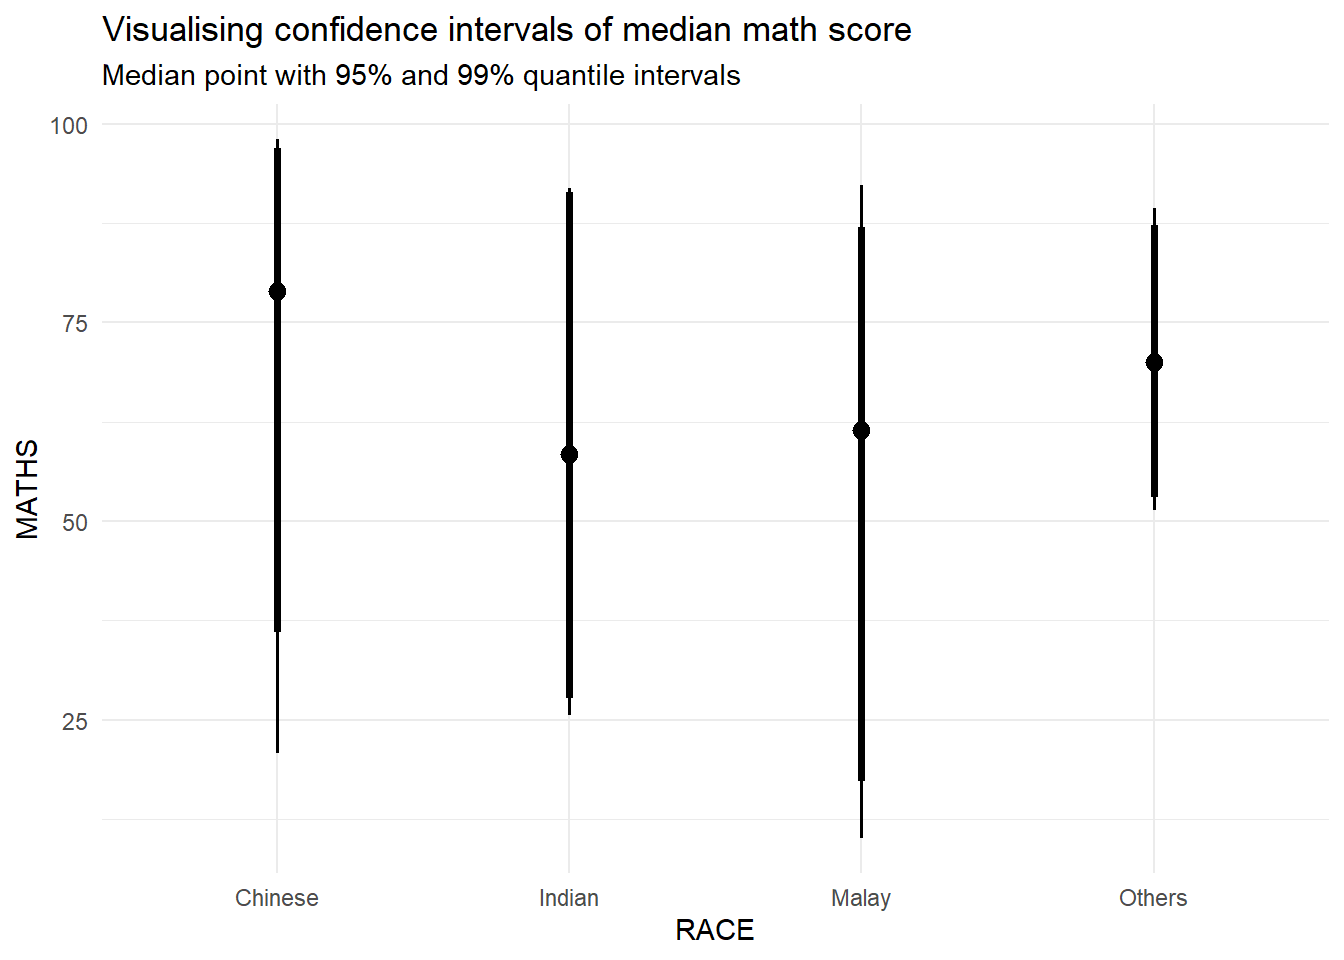 Visualising confidence intervals of median math score
Median point with 95% and 99% quantile intervals
MATHS
100
75
50
25
Chinese Indian Malay Others
RACE